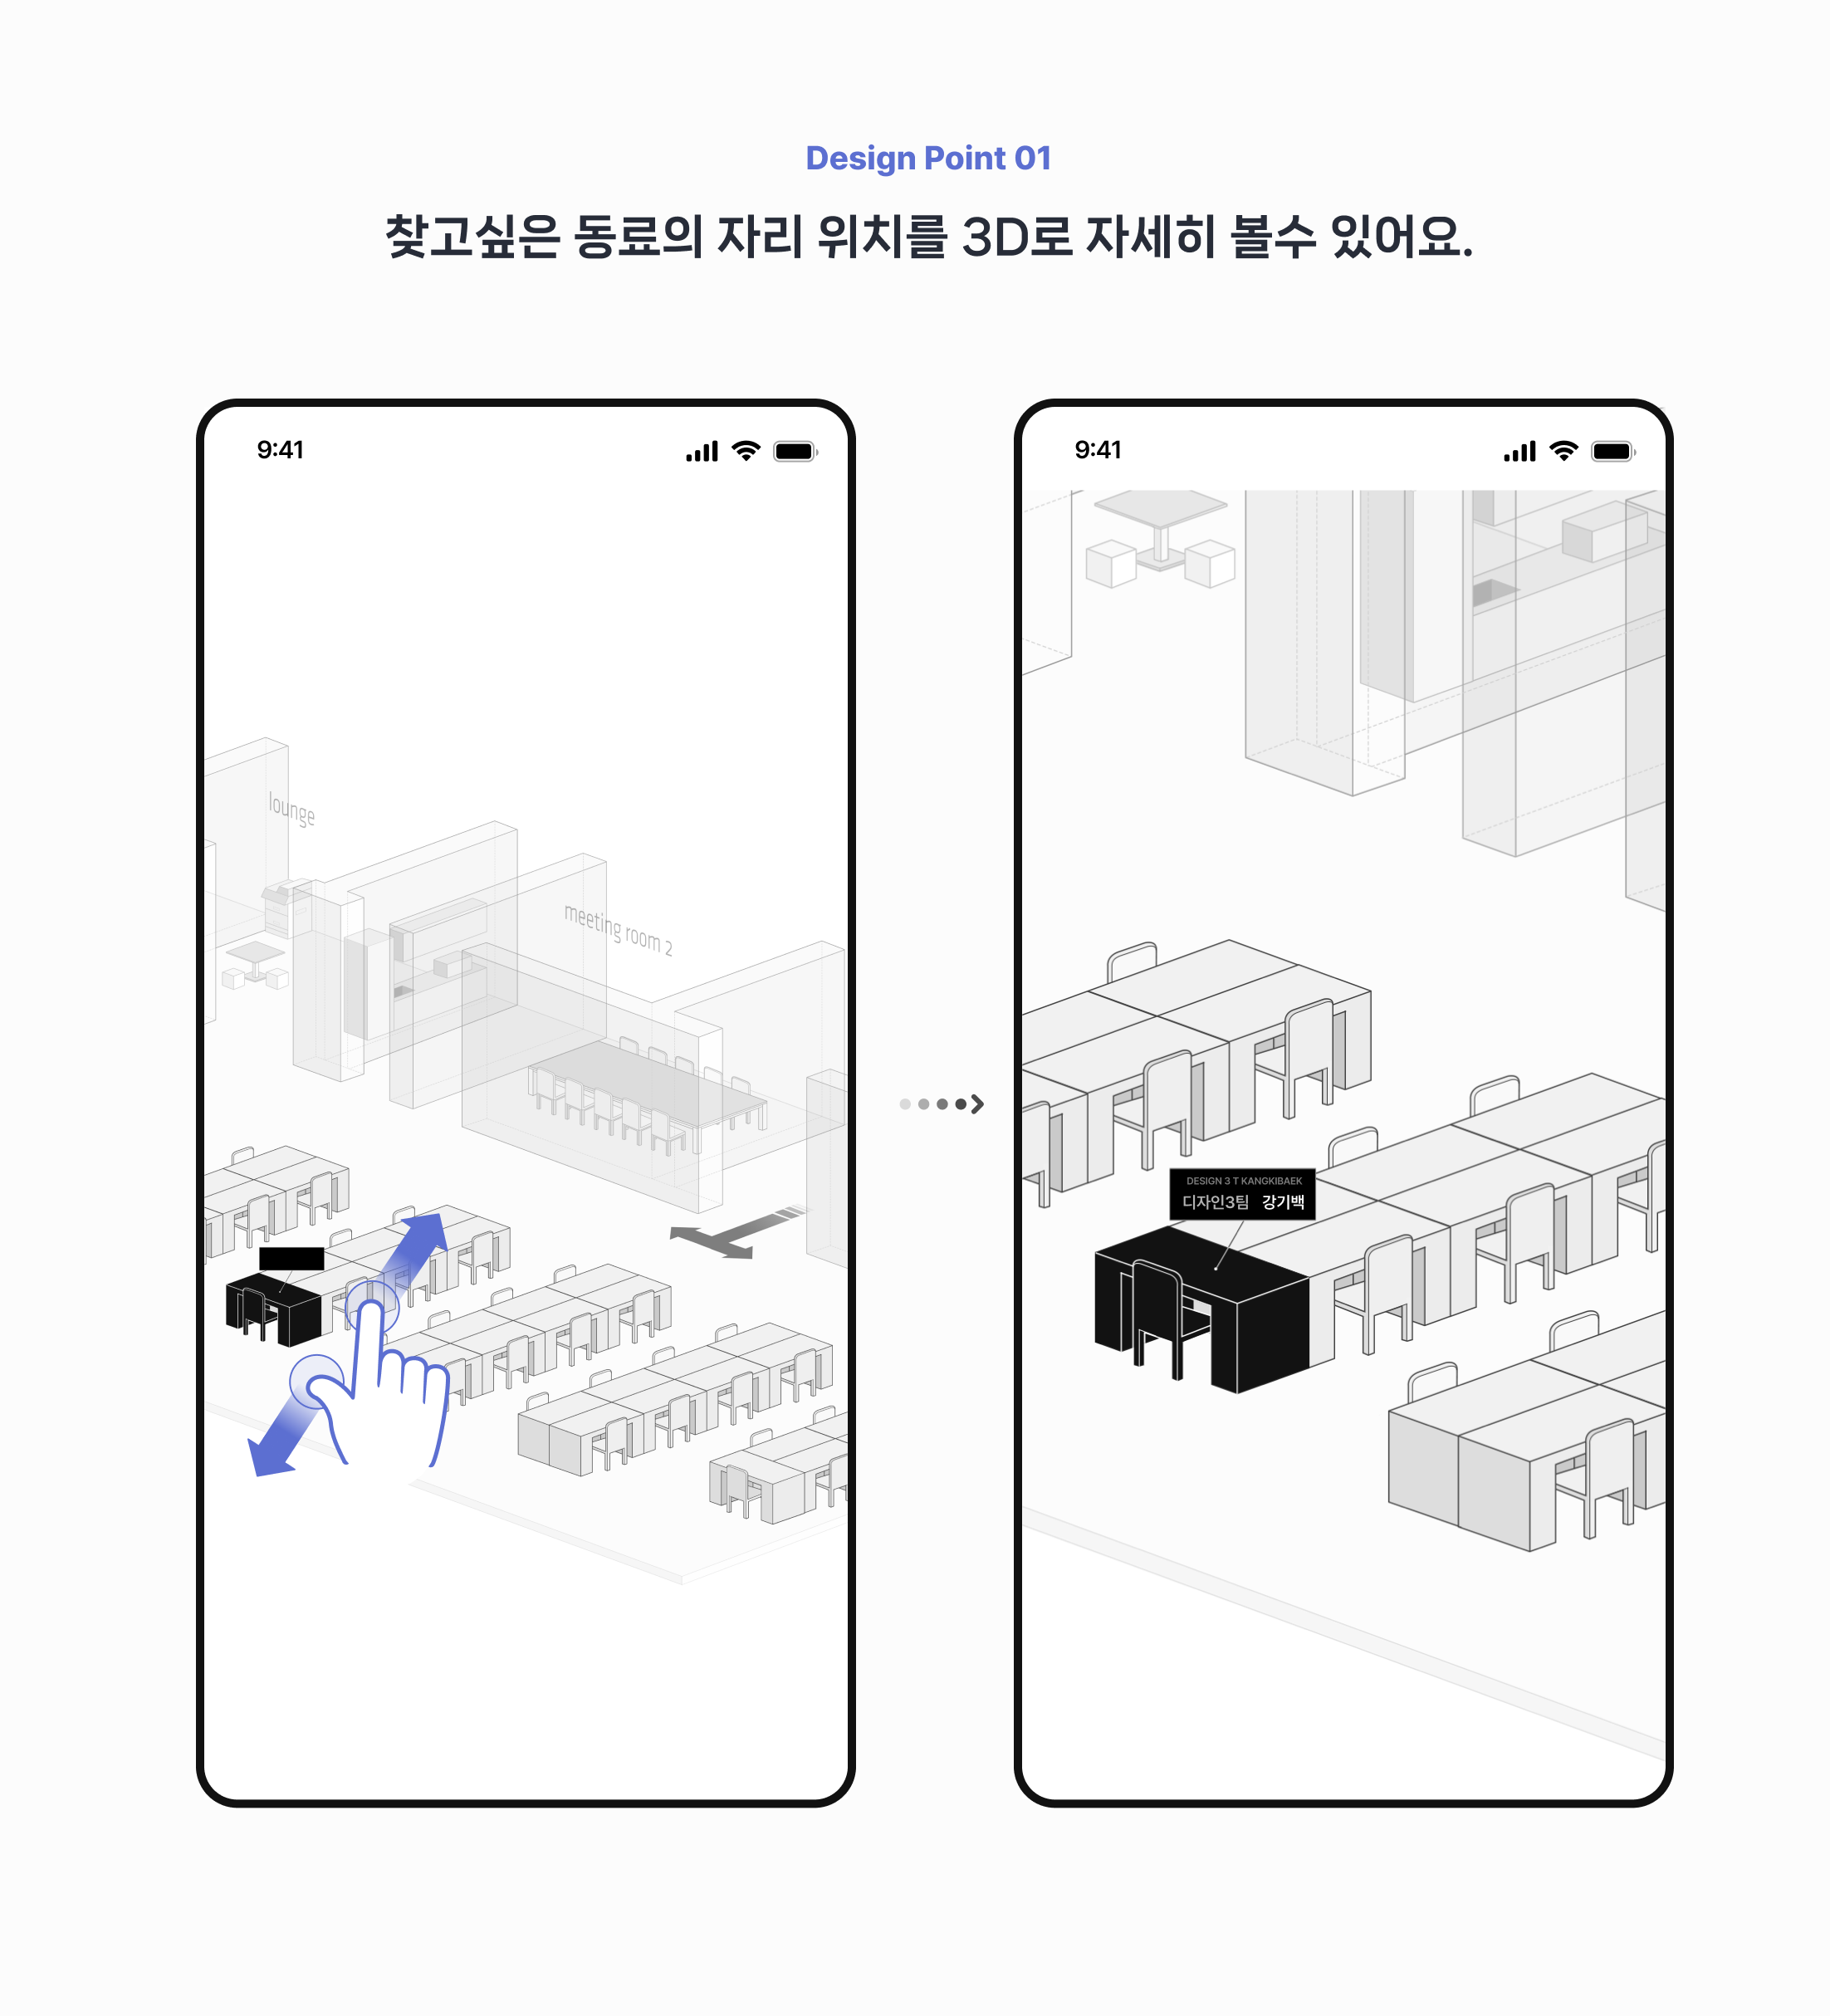 Design Point 01
찾고싶은 동료의 자리 위치를 3D로 자세히 볼수 있어요.
9:41
lounge
meeting room 2
9:41
DESIGN 3 T KANGKIBAEK
디자인3팀 강기백